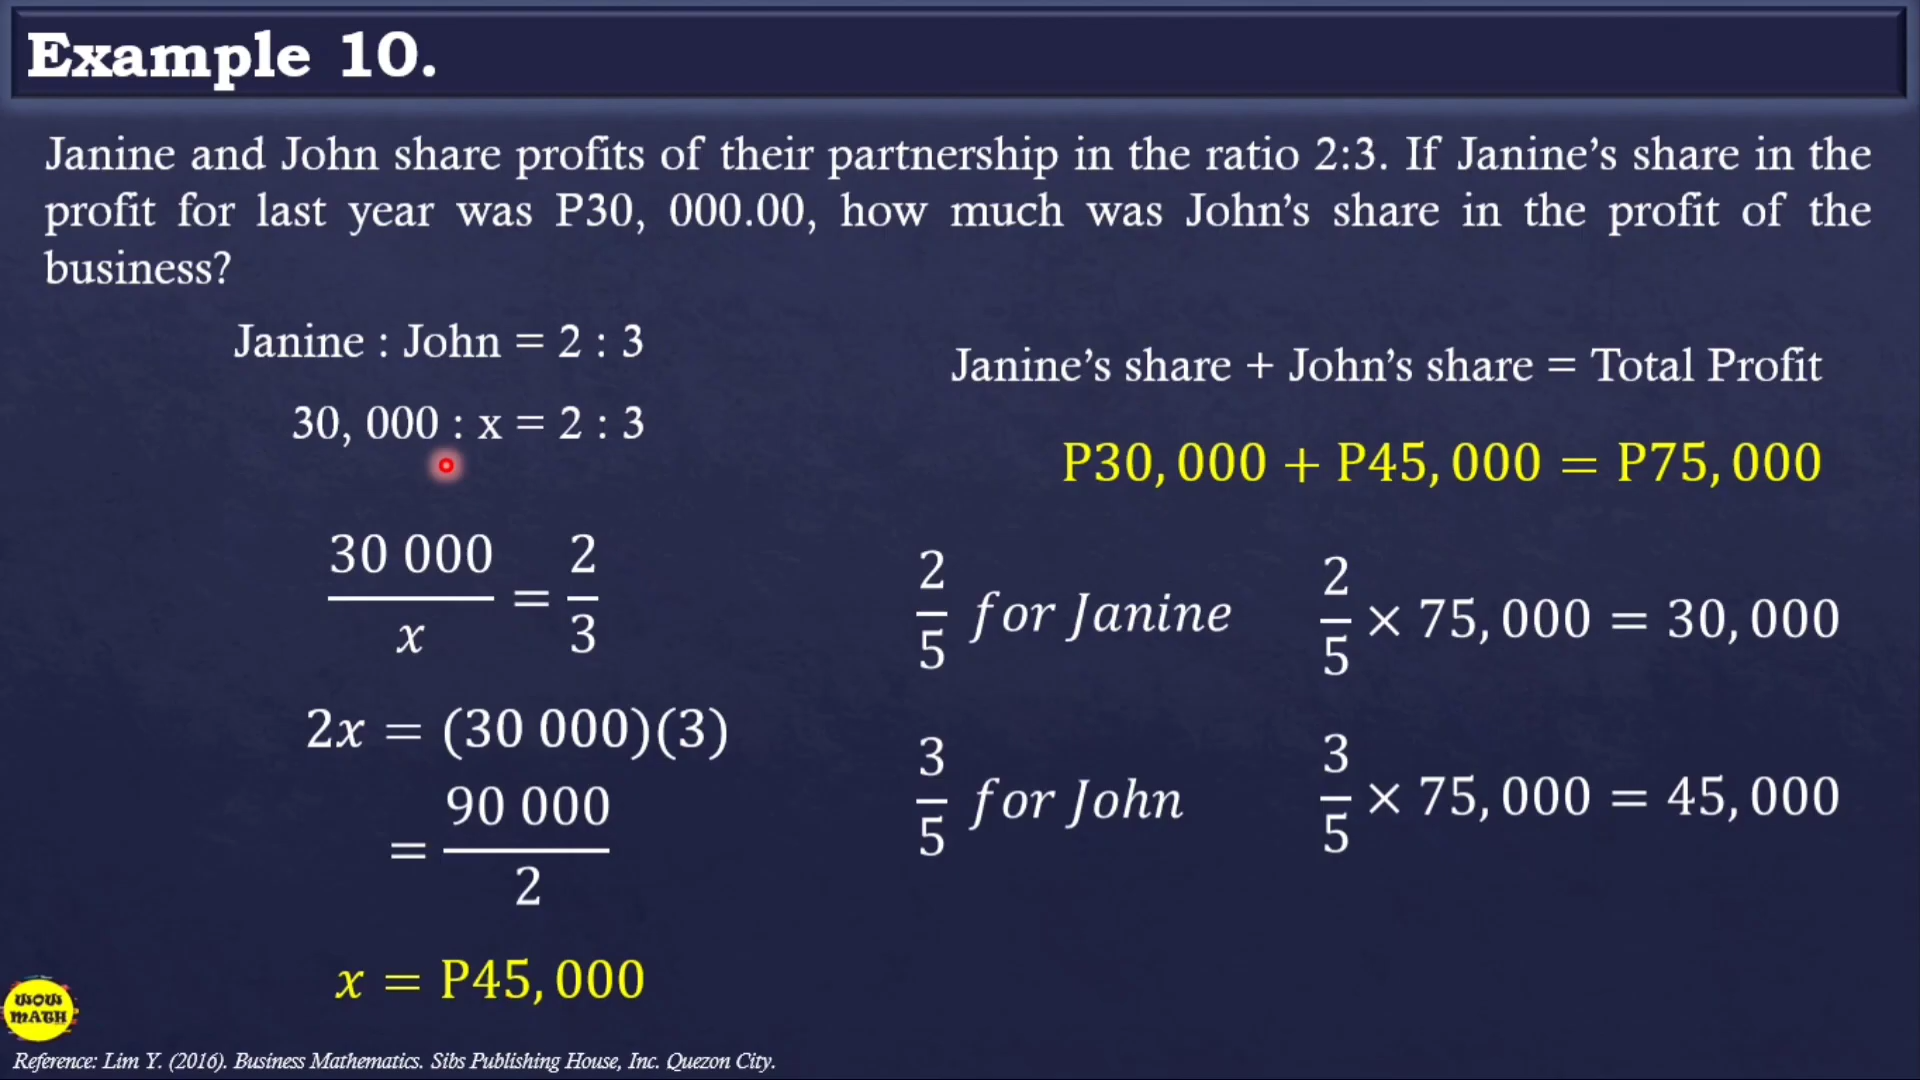 Example 10.
Janine and John share profits of their partnership in the ratio 2:3. If Janine's share in the
profit for last year was P30, 000.00, how much was John's share in the profit of the
business?
Janine : John = 2 : 3
30, 000 : x = 2 : 3
30 000 / x = 2 / 3
2x = (30 000)(3)
= 90 000 / 2
x = P45,000
Janine's share + John's share = Total Profit
P30,000 + P45,000 = P75,000
2/5 for Janine
2/5 × 75,000 = 30,000
3/5 for John
3/5 × 75,000 = 45,000
WOW
MATH
Reference: Lim Y. (2016). Business Mathematics. Sibs Publishing House, Inc. Quezon City.